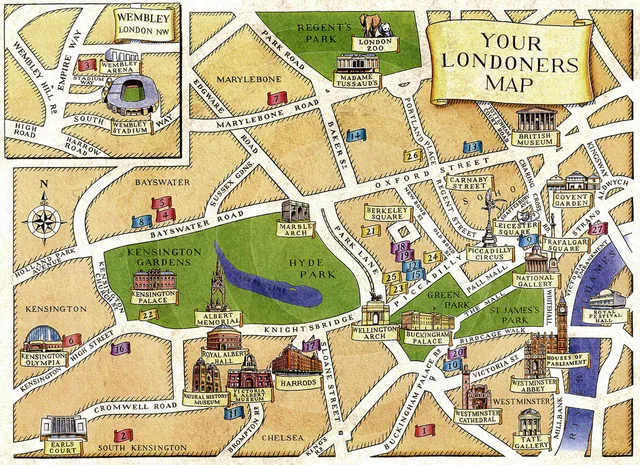 WEMBLEY
LONDON NW
WEMBLEY HILL RD
EMPIRE WAY
3
WEMBLEY
ARENA
STADIUM
WAY
WEMBLEY
STADIUM
SOUTH WAY
HIGH
ROAD
HARROW
ROAD
REGENT'S
PARK
LONDON
ZOO
PARK ROAD
MADAME
TUSSAUD'S
YOUR
LONDONERS
MAP
MARYLEBONE
7
EDGWARE
ROAD
MARYLEBONE ROAD
BAKER ST
14
PORTLAND PLACE
26
13
BRITISH
MUSEUM
KINGSWAY
ALDWYCH
OXFORD STREET
SUSSEX GDNS.
N
BAYSWATER
5
8
4
BAYSWATER ROAD
HOLLAND PARK
AVENUE
MARBLE
ARCH
PARK LANE
BERKELEY
SQUARE
21
REGENT STREET
CARNABY
STREET
SOHO
CHARING CROSS
COVENT
GARDEN
LEICESTER
SQUARE
9
STRAND
27
PICCADILLY
CIRCUS
TRAFALGAR
SQUARE
OLD BOND
18
19
23
12
24
25
22
PICCADILLY
PALL MALL
NATIONAL
GALLERY
THE MALL
WHITEHALL
VICTORIA EMBANKMENT
THAMES
ROYAL
FESTIVAL
HALL
KENSINGTON
GARDENS
HYDE
PARK
KENSINGTON
PALACE
22
ALBERT
MEMORIAL
KNIGHTSBRIDGE
WELLINGTON
ARCH
GREEN
PARK
BUCKINGHAM
PALACE
ST JAMES'S
PARK
BIRDCAGE WALK
HOUSES OF
PARLIAMENT
KENSINGTON
KENSINGTON
OLYMPIA
6
KENSINGTON HIGH STREET
16
ROYAL ALBERT
HALL
17
HARRODS
NATURAL HISTORY
MUSEUM
& ALBERT
MUSEUM
11
SLOANE STREET
20
10
VICTORIA ST
WESTMINSTER
ABBEY
WESTMINSTER
WESTMINSTER
CATHEDRAL
MILLBANK
TATE
GALLERY
BUCKINGHAM PALACE RD
1
CROMWELL ROAD
BROMPTON RD
EARLS
COURT
2
SOUTH KENSINGTON
CHELSEA
KING'S